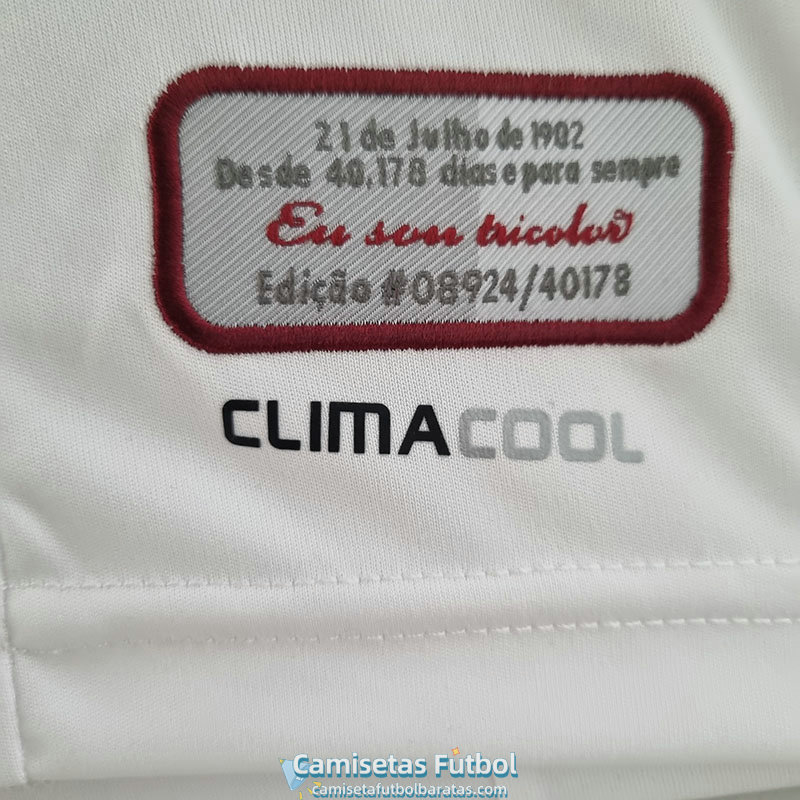 21 de Julho de 1902
Desde 40.178 dias e para sempre
Eu sou tricolor
Edição #08924/40178
CLIMACOOL
Camisetas Futbol
camisetafutbolbaratas.com